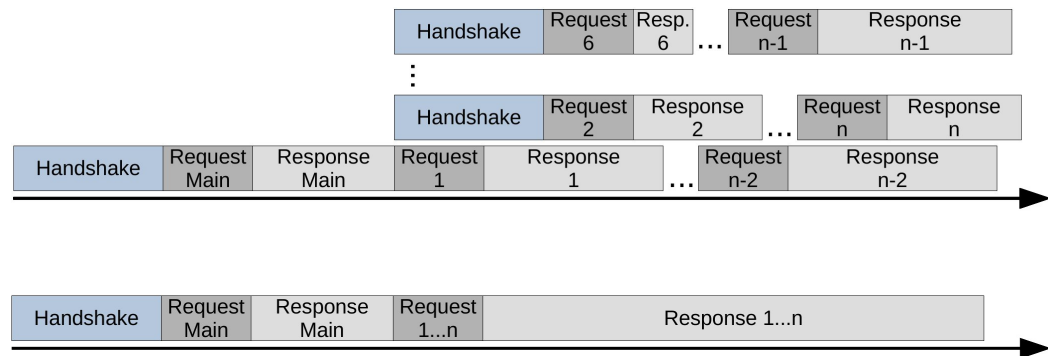 Handshake
Request
6
Resp.
6
...
Request
n-1
Response
n-1
⋮
Handshake
Request
2
Response
2
...
Request
n
Response
n
Handshake
Request
Main
Response
Main
Request
1
Response
1
...
Request
n-2
Response
n-2
Handshake
Request
Main
Response
Main
Request
1...n
Response 1...n